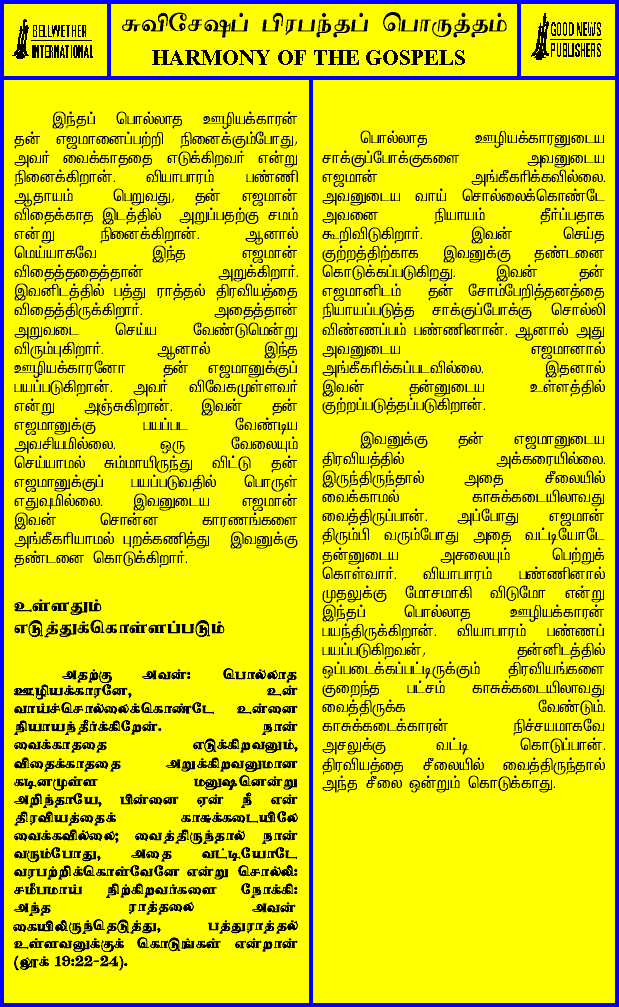 BELLWETHER
INTERNATIONAL
சுவிசேஷப் பிரபந்தப் பொருத்தம்
HARMONY OF THE GOSPELS
GOOD NEWS
PUBLISHERS
இந்தப் பொல்லாத ஊழியக்காரன்
தன் எஜமானைப்பற்றி நினைக்கும்போது,
அவர் வைக்காததை எடுக்கிறவர் என்று
நினைக்கிறான். வியாபாரம் பண்ணி
ஆதாயம் பெறுவது, தன் எஜமான்
விதைக்காத இடத்தில் அறுப்பதற்கு சமம்
என்று நினைக்கிறான். ஆனால்
மெய்யாகவே இந்த எஜமான்
விதைத்ததைத்தான் அறுக்கிறார்.
இவனிடத்தில் பத்து ராத்தல் திரவியத்தை
விதைத்திருக்கிறார். அதைத்தான்
அறுவடை செய்ய வேண்டுமென்று
விரும்புகிறார். ஆனால் இந்த
ஊழியக்காரனோ தன் எஜமானுக்குப்
பயப்படுகிறான். அவர் விவேகமுள்ளவர்
என்று அஞ்சுகிறான். இவன் தன்
எஜமானுக்கு பயப்பட வேண்டிய
அவசியமில்லை. ஒரு வேலையும்
செய்யாமல் சும்மாயிருந்து விட்டு தன்
எஜமானுக்குப் பயப்படுவதில் பொருள்
எதுவுமில்லை. இவனுடைய எஜமான்
இவன் சொன்ன காரணங்களை
அங்கீகரியாமல் புறக்கணித்து இவனுக்கு
தண்டனை கொடுக்கிறார்.
உள்ளதும்
எடுத்துக்கொள்ளப்படும்
அதற்கு அவன்: பொல்லாத
ஊழியக்காரனே, உன்
வாய்ச்சொல்லைக்கொண்டே உன்னை
நியாயந்தீர்க்கிறேன். நான்
வைக்காததை எடுக்கிறவனும்,
விதைக்காததை அறுக்கிறவனுமான
கடினமுள்ள மனுஷனென்று
அறிந்தாயே, பின்னை ஏன் நீ என்
திரவியத்தைக் காசுக்கடையிலே
வைக்கவில்லை; வைத்திருந்தால் நான்
வரும்போது, அதை வட்டியோடே
வரபற்றிக்கொள்வேனே என்று சொல்லி:
சமீபமாய் நிற்கிறவர்களை நோக்கி:
அந்த ராத்தலை அவன்
கையிலிருந்தெடுத்து, பத்துராத்தல்
உள்ளவனுக்குக் கொடுங்கள் என்றான்
(லூக் 19:22-24).
பொல்லாத ஊழியக்காரனுடைய
சாக்குப்போக்குகளை அவனுடைய
எஜமான் அங்கீகரிக்கவில்லை.
அவனுடைய வாய் சொல்லைக்கொண்டே
அவனை நியாயம் தீர்ப்பதாக
கூறிவிடுகிறார். இவன் செய்த
குற்றத்திற்காக இவனுக்கு தண்டனை
கொடுக்கப்படுகிறது. இவன் தன்
எஜமானிடம் தன் சோம்பேறித்தனத்தை
நியாயப்படுத்த சாக்குப்போக்கு சொல்லி
விண்ணப்பம் பண்ணினான். ஆனால் அது
அவனுடைய எஜமானால்
அங்கீகரிக்கப்படவில்லை. இதனால்
இவன் தன்னுடைய உள்ளத்தில்
குற்றப்படுத்தப்படுகிறான்.
இவனுக்கு தன் எஜமானுடைய
திரவியத்தில் அக்கரையில்லை.
இருந்திருந்தால் அதை சீலையில்
வைக்காமல் காசுக்கடையிலாவது
வைத்திருப்பான். அப்போது எஜமான்
திரும்பி வரும்போது அதை வட்டியோடே
தன்னுடைய அசலையும் பெற்றுக்
கொள்வார். வியாபாரம் பண்ணினால்
முதலுக்கு மோசமாகி விடுமோ என்று
இந்தப் பொல்லாத ஊழியக்காரன்
பயந்திருக்கிறான். வியாபாரம் பண்ணப்
பயப்படுகிறவன், தன்னிடத்தில்
ஒப்படைக்கப்பட்டிருக்கும் திரவியங்களை
குறைந்த பட்சம் காசுக்கடையிலாவது
வைத்திருக்க வேண்டும்.
காசுக்கடைக்காரன் நிச்சயமாகவே
அசலுக்கு வட்டி கொடுப்பான்.
திரவியத்தை சீலையில் வைத்திருந்தால்
அந்த சீலை ஒன்றும் கொடுக்காது.